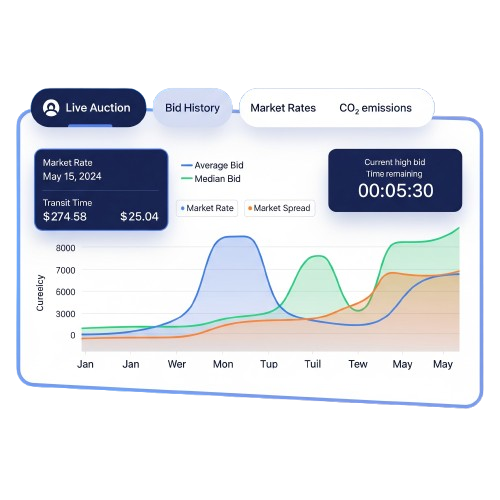 Live Auction
Bid History
Market Rates
CO₂ emissions
Market Rate
May 15, 2024
Transit Time
$274.58 $25.04
Average Bid
Median Bid
Market Rate
Market Spread
Current high bid
Time remaining
00:05:30
8000
7000
6000
3000
0
Cureelcy
Jan Jan Wer Mon Tup Tuil Tew May May